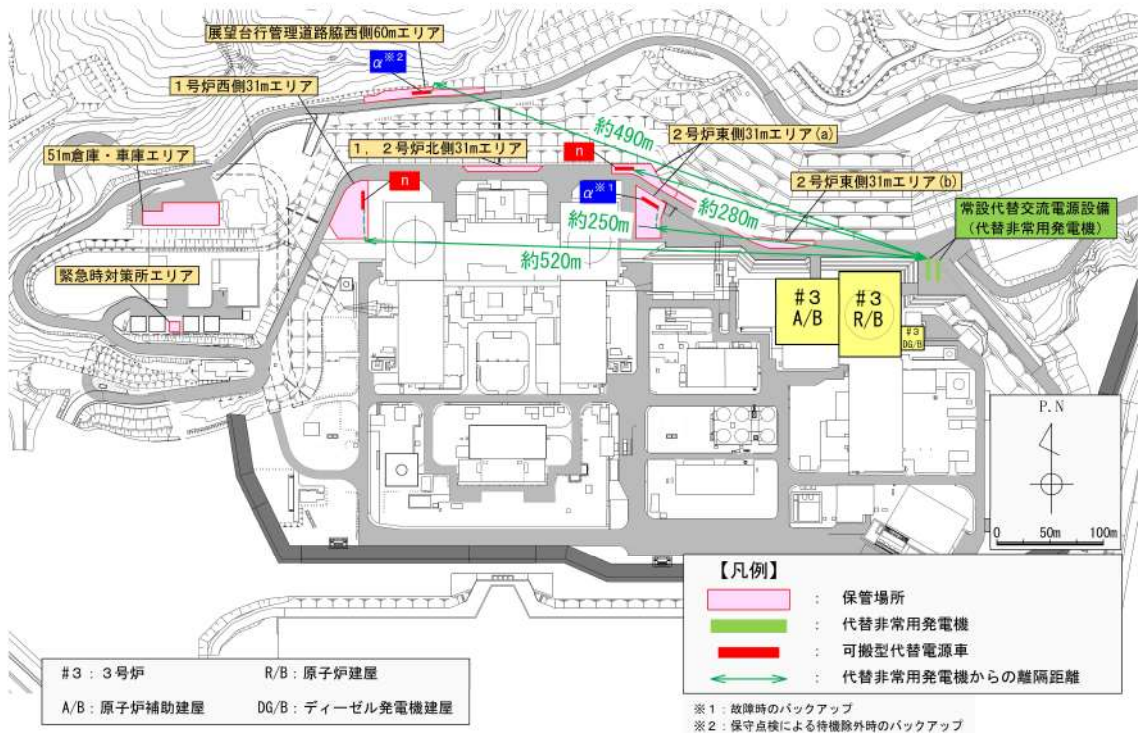 展望台行管理道路脇西側60mエリア
α※2
1号炉西側31mエリア
2号炉東側31mエリア(a)
約490m
1，2号炉北側31mエリア
n
51m倉庫・車庫エリア
n
2号炉東側31mエリア(b)
α※1
約280m
常設代替交流電源設備
(代替非常用発電機)
約250m
約520m
緊急時対策所エリア
#3
A/B
#3
R/B
#3
DG/B
P.N
0 50m 100m
【凡例】
： 保管場所
： 代替非常用発電機
： 可搬型代替電源車
： 代替非常用発電機からの離隔距離
#3：3号炉 R/B：原子炉建屋
A/B：原子炉補助建屋 DG/B：ディーゼル発電機建屋
※1：故障時のバックアップ
※2：保守点検による待機除外時のバックアップ